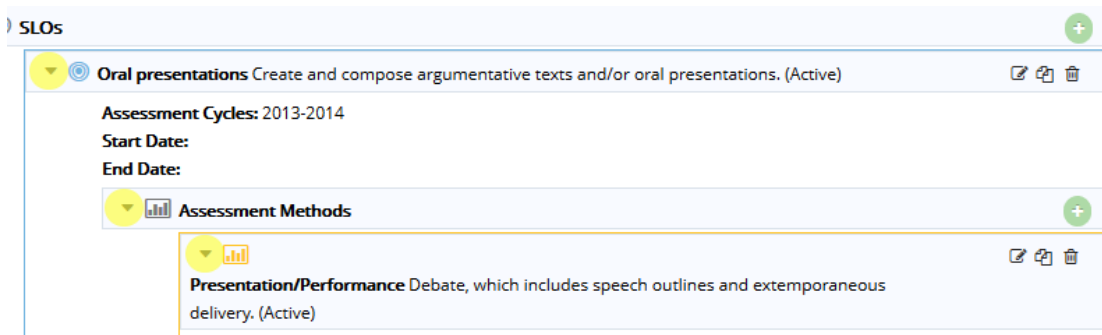 SLOs
Oral presentations Create and compose argumentative texts and/or oral presentations. (Active)
Assessment Cycles: 2013-2014
Start Date:
End Date:
Assessment Methods
Presentation/Performance Debate, which includes speech outlines and extemporaneous
delivery. (Active)